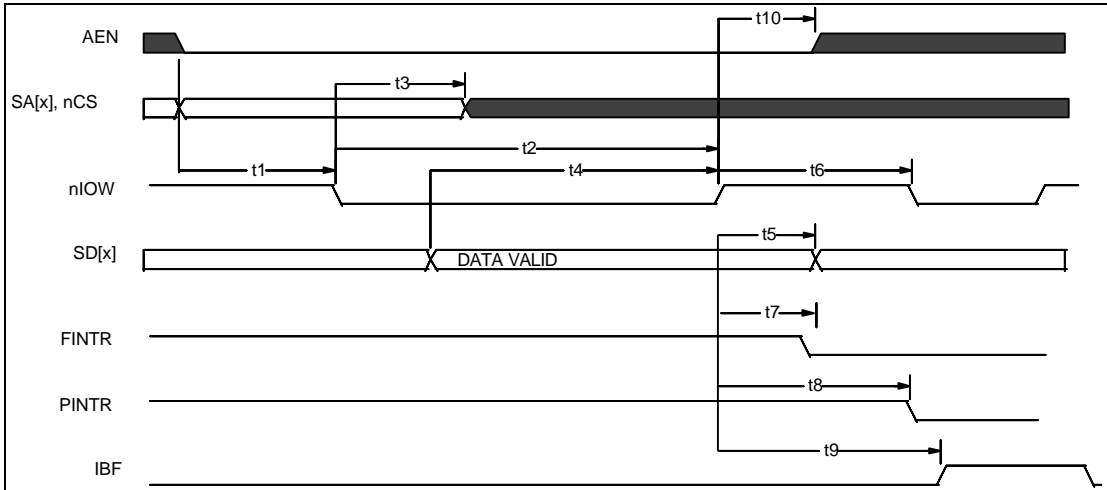 t10
AEN
t3
SA[x], nCS
t2
t1
t4
t6
nIOW
t5
SD[x]
DATA VALID
t7
FINTR
t8
PINTR
t9
IBF